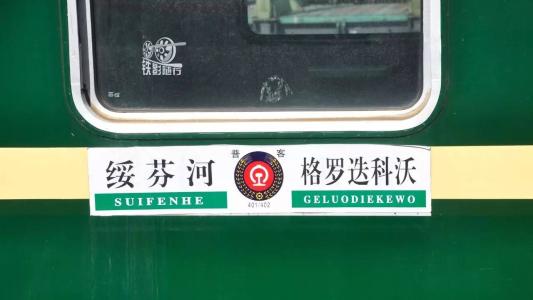 铁影随行
普 客
绥芬河
格罗迭科沃
SUIFENHE
GELUODIEKEWO
401/402